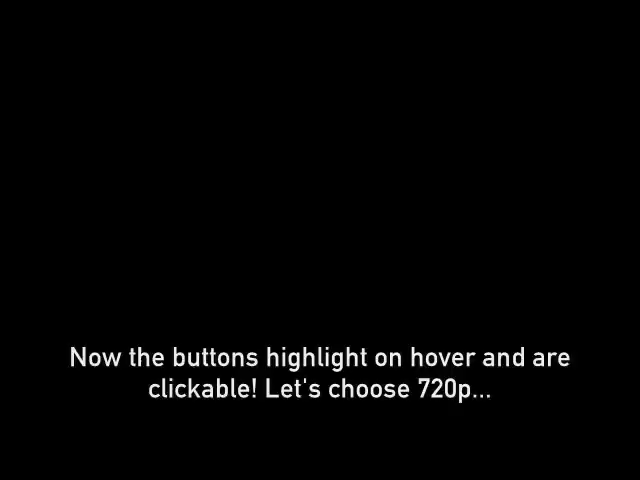 Now the buttons highlight on hover and are
clickable! Let's choose 720p...